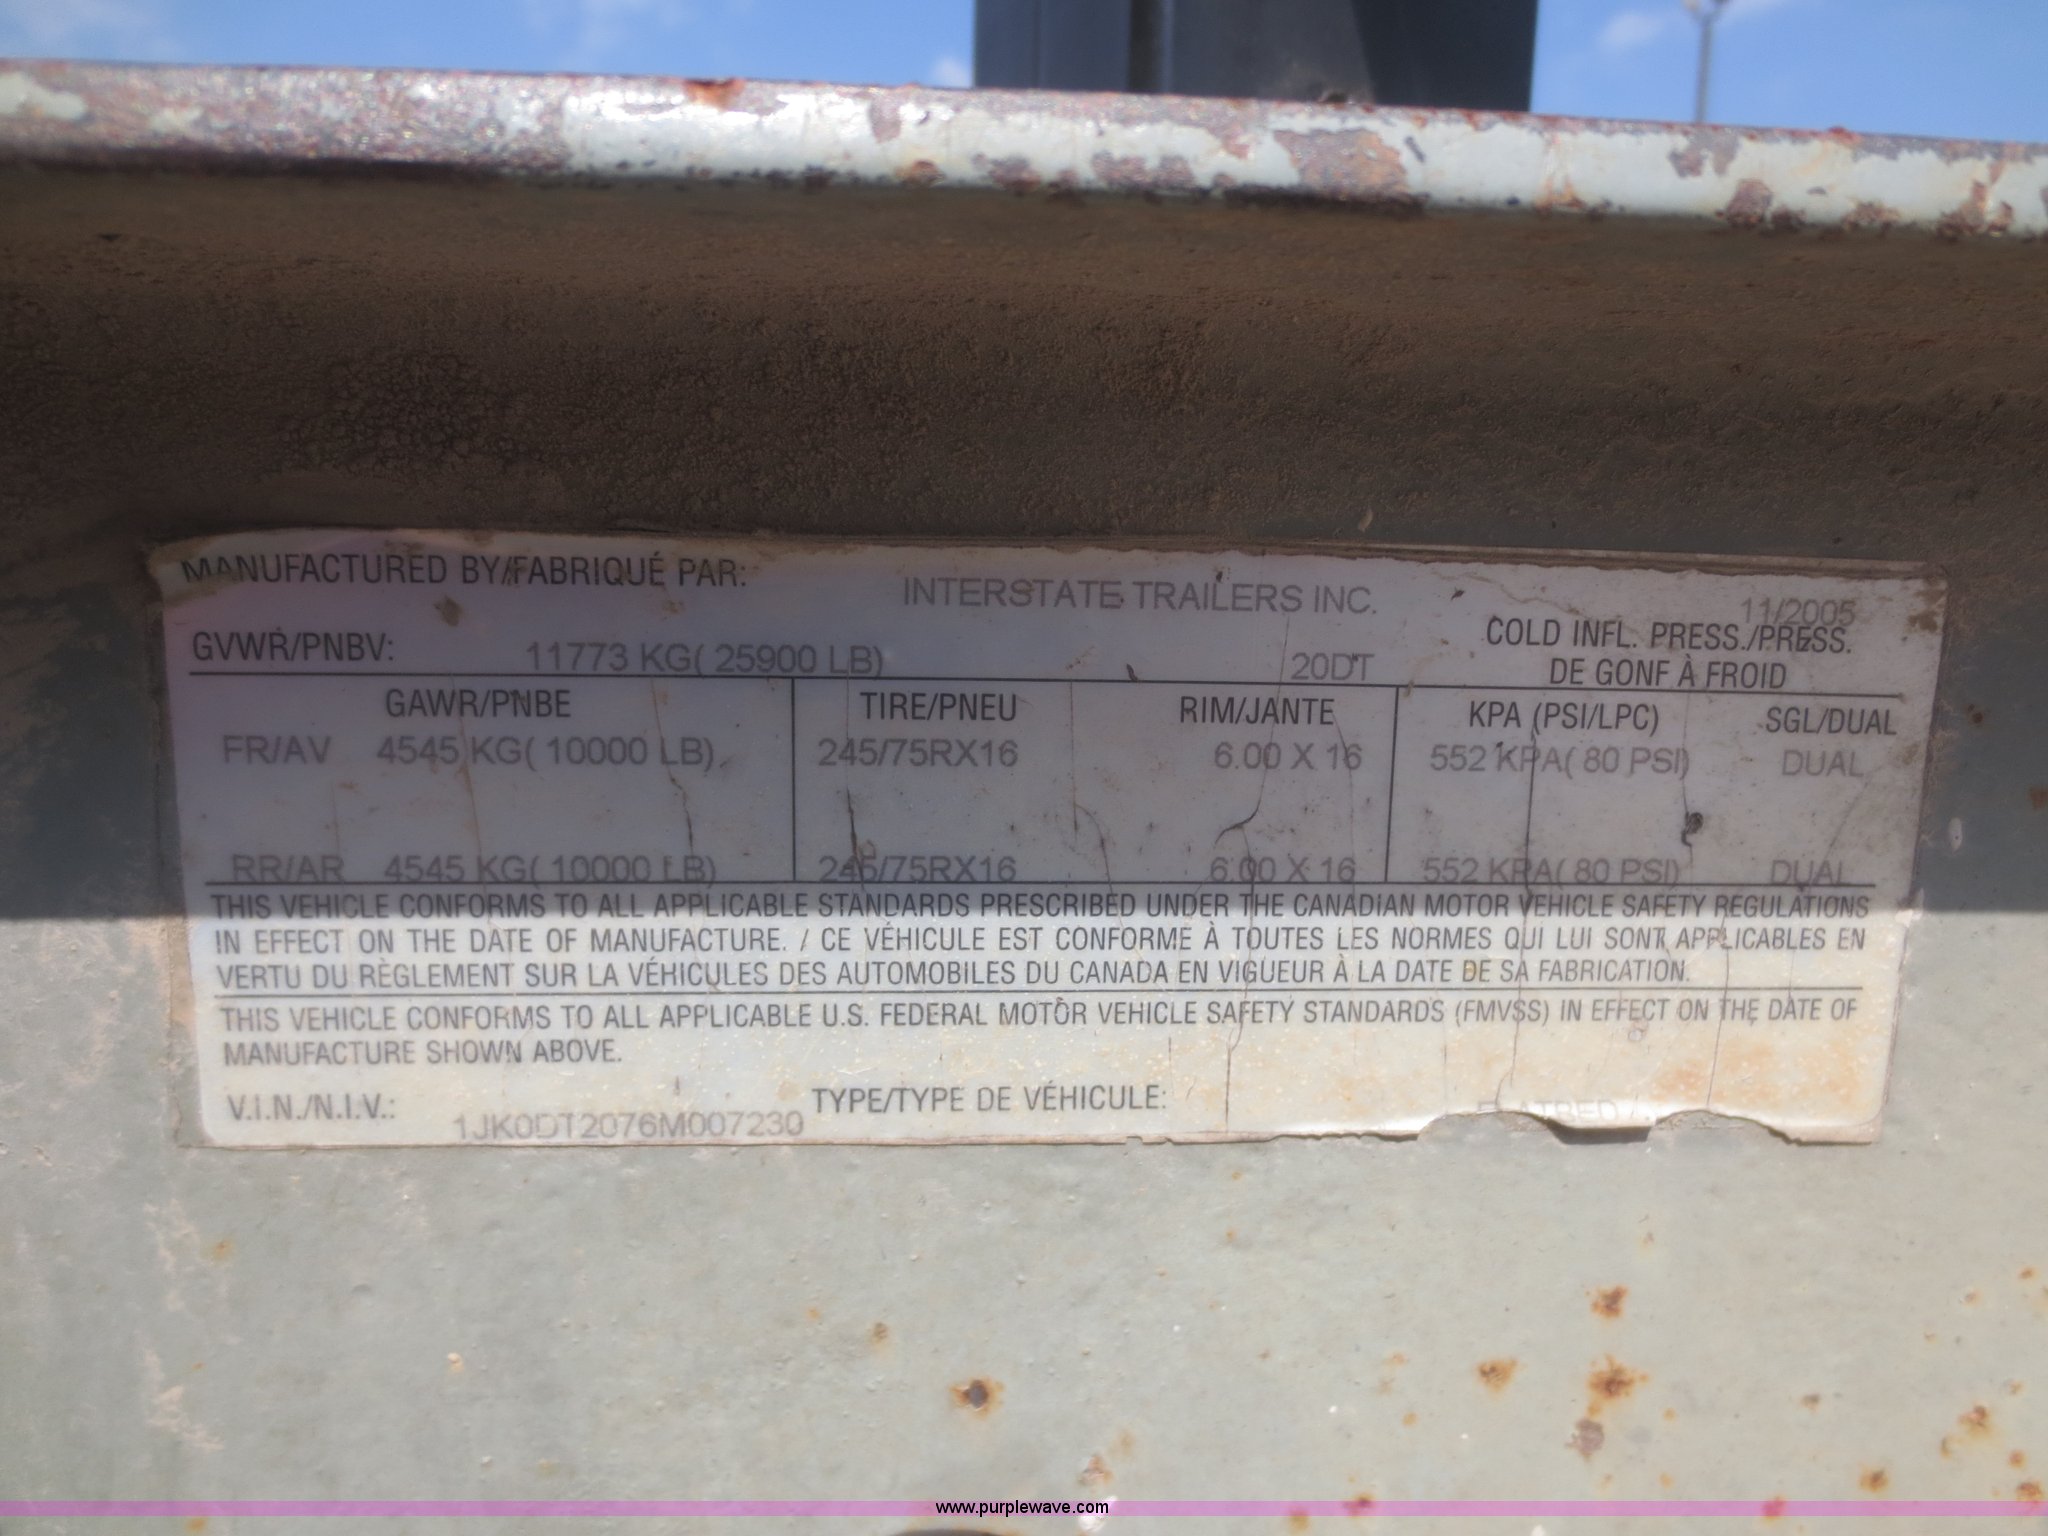 MANUFACTURED BY/FABRIQUÉ PAR: INTERSTATE TRAILERS INC. 11/2005
GVWR/PNBV: 11773 KG( 25900 LB) 20DT COLD INFL. PRESS./PRESS.
DE GONF À FROID
GAWR/PNBE TIRE/PNEU RIM/JANTE KPA (PSI/LPC) SGL/DUAL
FR/AV 4545 KG( 10000 LB) 245/75RX16 6.00 X 16 552 KPA( 80 PSI) DUAL
RR/AR 4545 KG( 10000 LB) 245/75RX16 6.00 X 16 552 KPA( 80 PSI) DUAL
THIS VEHICLE CONFORMS TO ALL APPLICABLE STANDARDS PRESCRIBED UNDER THE CANADIAN MOTOR VEHICLE SAFETY REGULATIONS
IN EFFECT ON THE DATE OF MANUFACTURE. / CE VÉHICULE EST CONFORME À TOUTES LES NORMES QUI LUI SONT APPLICABLES EN
VERTU DU RÈGLEMENT SUR LA VÉHICULES DES AUTOMOBILES DU CANADA EN VIGUEUR À LA DATE DE SA FABRICATION.
THIS VEHICLE CONFORMS TO ALL APPLICABLE U.S. FEDERAL MOTOR VEHICLE SAFETY STANDARDS (FMVSS) IN EFFECT ON THE DATE OF
MANUFACTURE SHOWN ABOVE.
V.I.N./N.I.V.: 1JK0DT2076M007230 TYPE/TYPE DE VÉHICULE:
www.purplewave.com